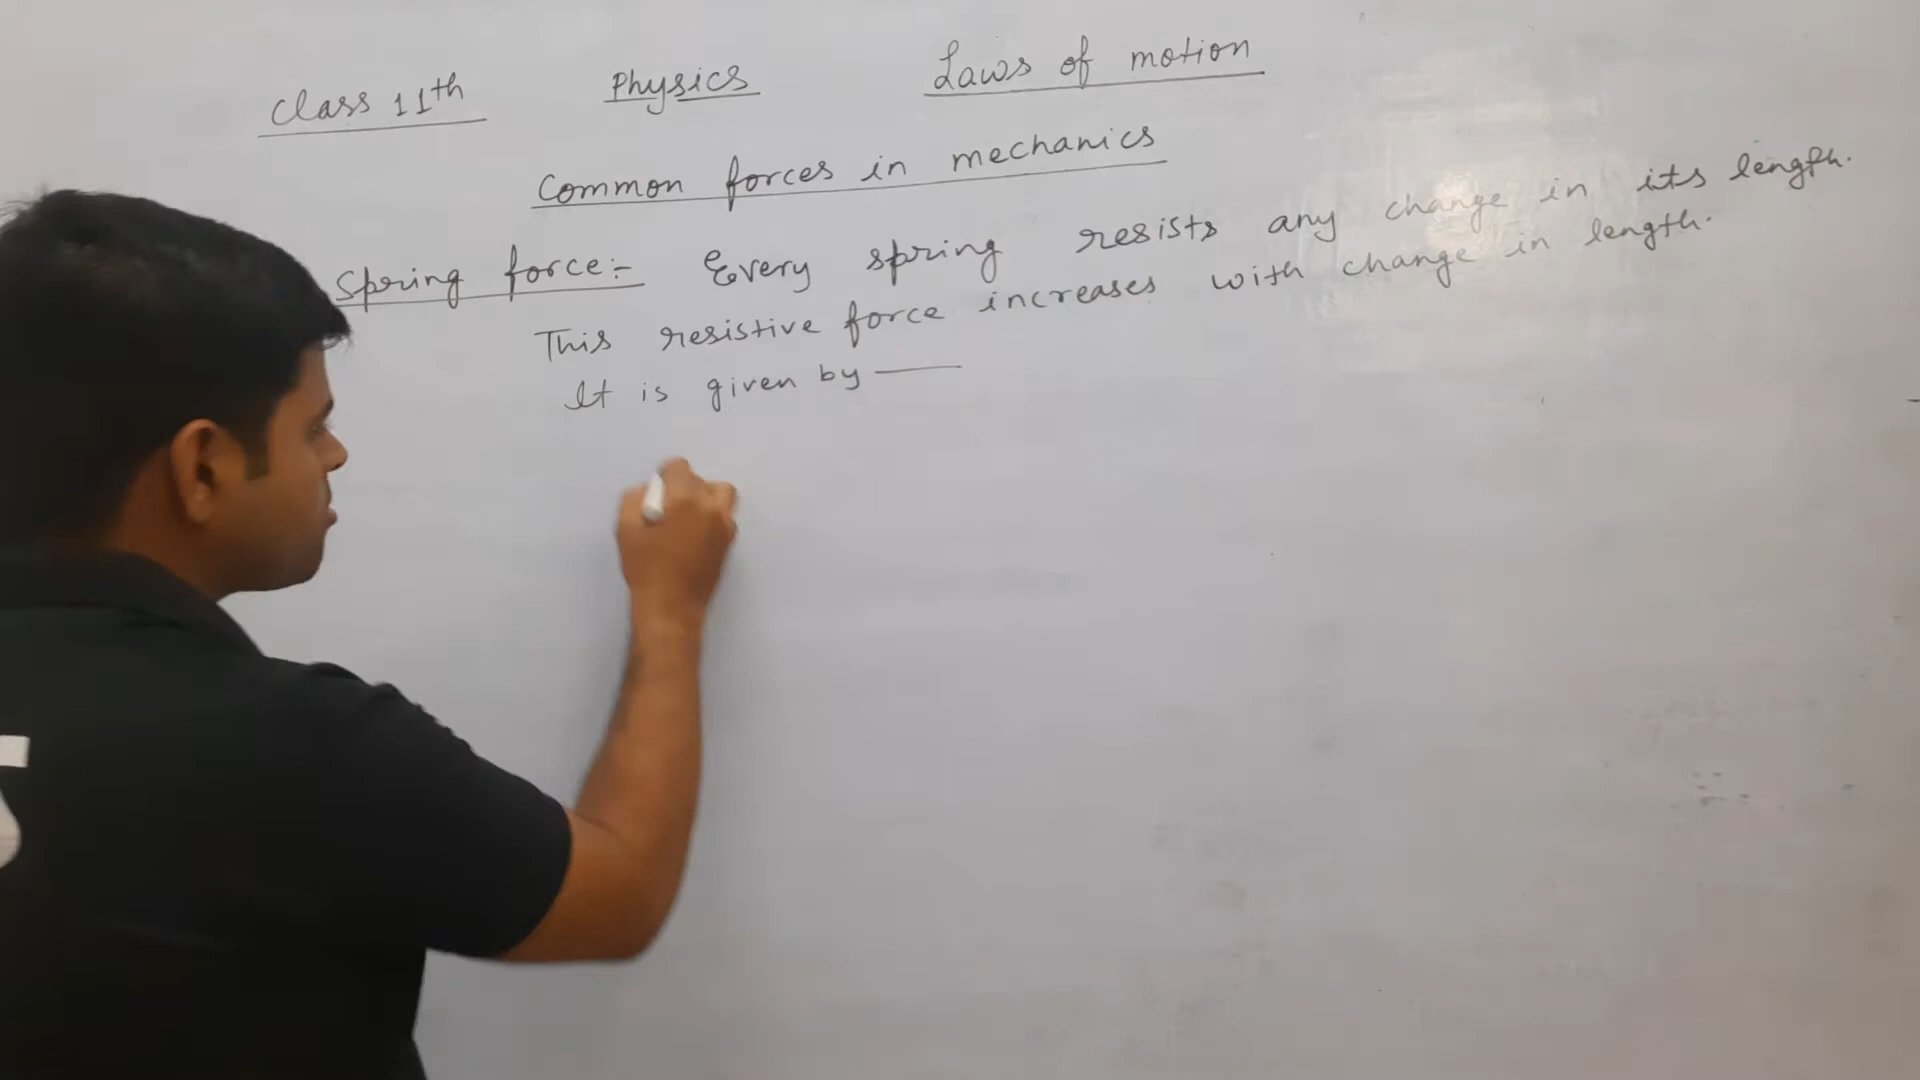 Class 11th Physics Laws of motion
Common forces in mechanics
Spring force:- Every spring resists any change in its length.
This resistive force increases with change in length.
It is given by —